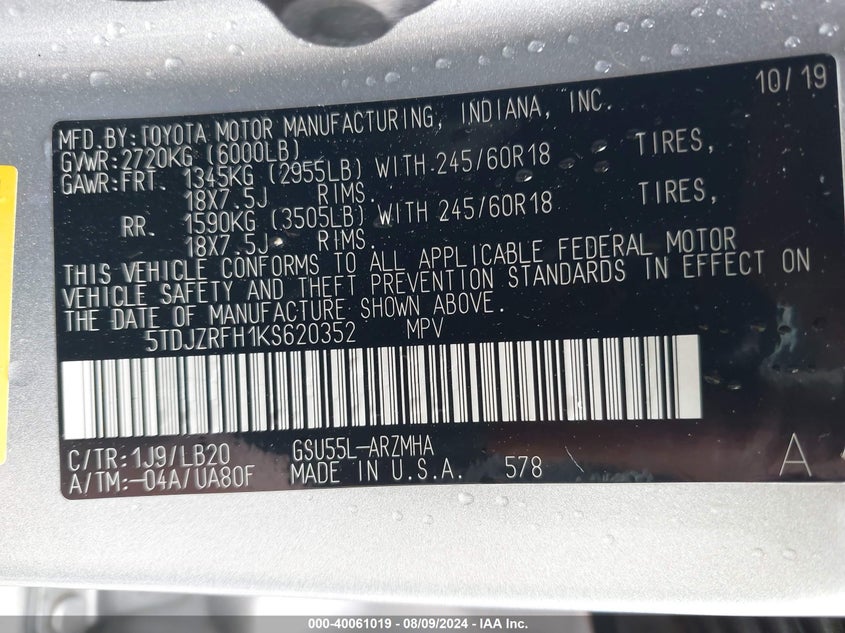 10/19
MFD.BY:TOYOTA MOTOR MANUFACTURING, INDIANA, INC.
GVWR:2720KG (6000LB)
GAWR:FRT. 1345KG (2955LB) WITH 245/60R18 TIRES,
18X7.5J RIMS.
RR. 1590KG (3505LB) WITH 245/60R18 TIRES,
18X7.5J RIMS.
THIS VEHICLE CONFORMS TO ALL APPLICABLE FEDERAL MOTOR
VEHICLE SAFETY AND THEFT PREVENTION STANDARDS IN EFFECT ON
THE DATE OF MANUFACTURE SHOWN ABOVE.
5TDJZRFH1KS620352 MPV
C/TR:1J9/LB20 GSU55L-ARZMHA
A/TM:-04A/UA80F MADE IN U.S.A. 578 A
000-40061019 - 08/09/2024 - IAA Inc.